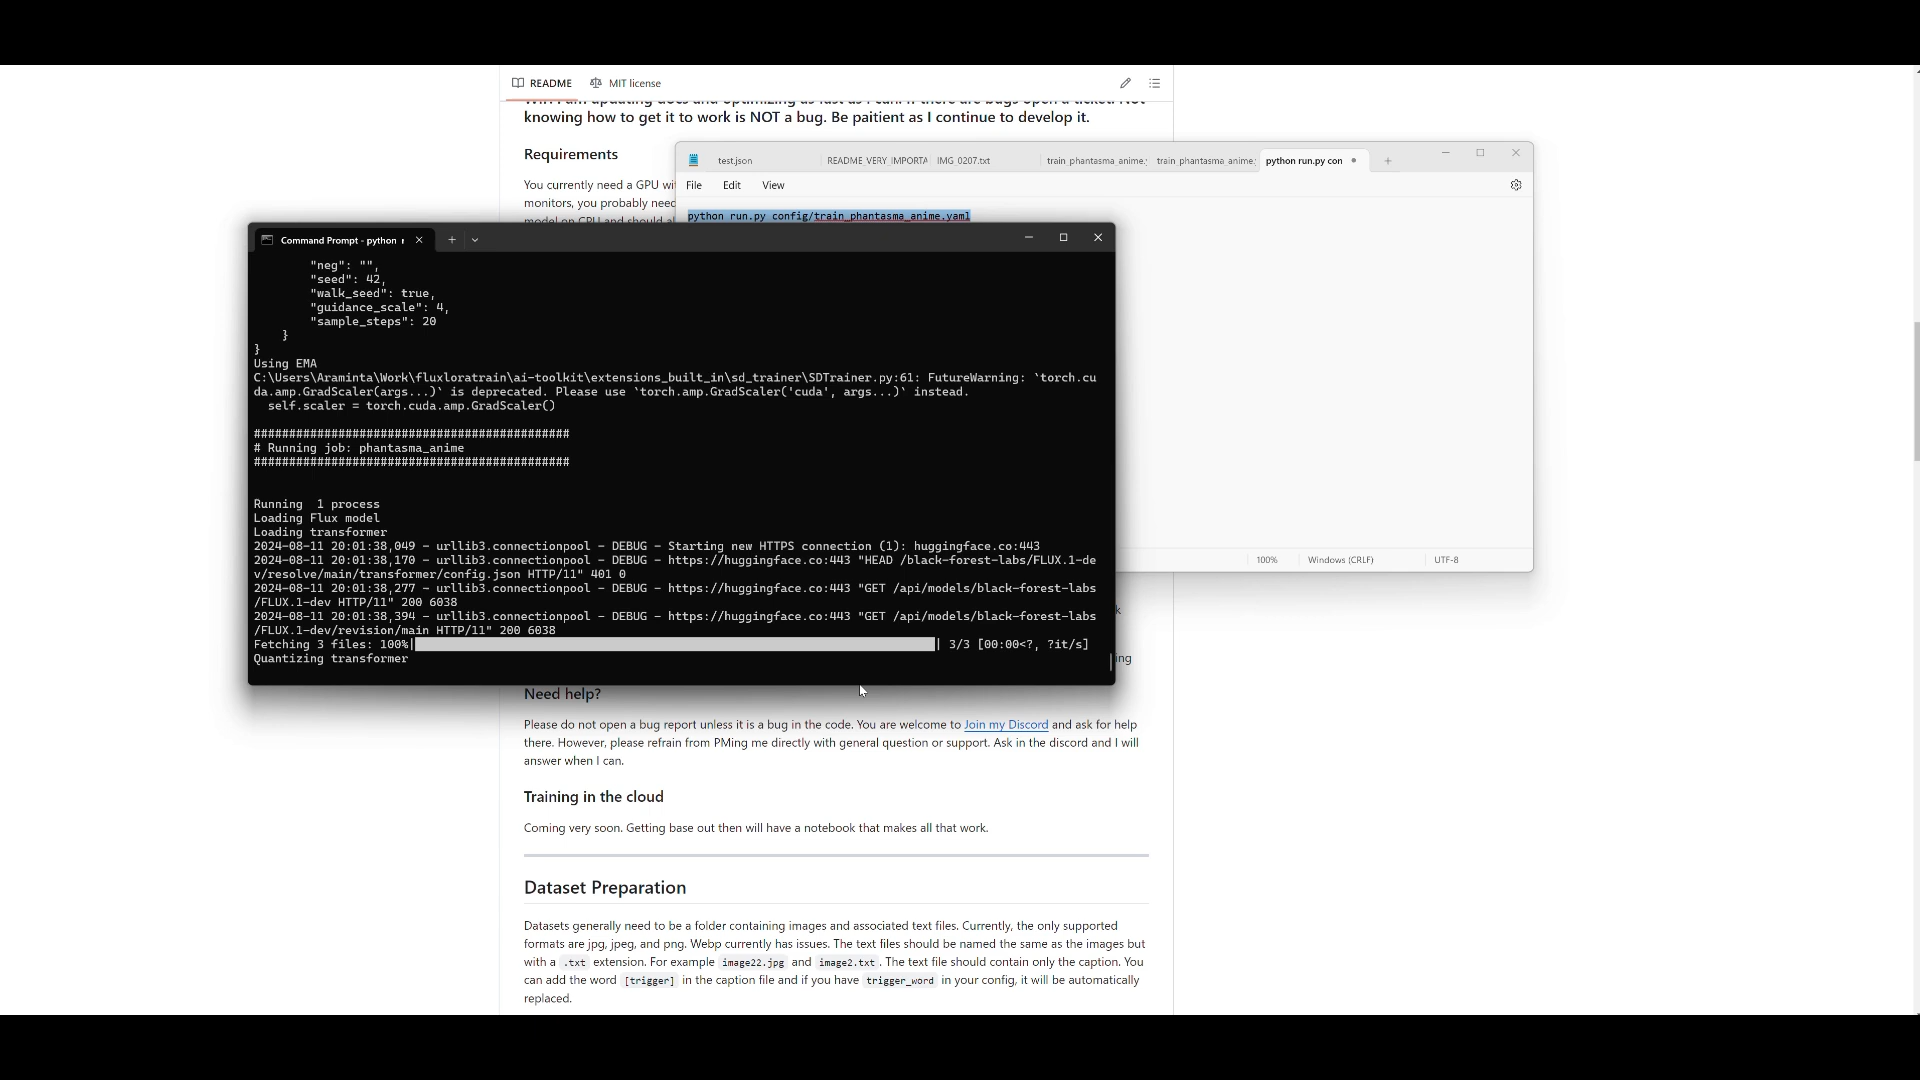 README
MIT license
knowing how to get it to work is NOT a bug. Be paitient as I continue to develop it.
Requirements
You currently need a GPU wi
monitors, you probably need
test.json
README_VERY_IMPORTA
IMG_0207.txt
train_phantasma_anime.
train_phantasma_anime.
python run.py con
File
Edit
View
python run.py config/train_phantasma_anime.yaml
Command Prompt - python r
"neg": "",
"seed": 42,
"walk_seed": true,
"guidance_scale": 4,
"sample_steps": 20
}
}
Using EMA
C:\Users\Araminta\Work\fluxloratrain\ai-toolkit\extensions_built_in\sd_trainer\SDTrainer.py:61: FutureWarning: `torch.cu
da.amp.GradScaler(args...)` is deprecated. Please use `torch.amp.GradScaler('cuda', args...)` instead.
self.scaler = torch.cuda.amp.GradScaler()
#############################################
# Running job: phantasma_anime
#############################################
Running  1 process
Loading Flux model
Loading transformer
2024-08-11 20:01:38,049 - urllib3.connectionpool - DEBUG - Starting new HTTPS connection (1): huggingface.co:443
2024-08-11 20:01:38,170 - urllib3.connectionpool - DEBUG - https://huggingface.co:443 "HEAD /black-forest-labs/FLUX.1-de
v/resolve/main/transformer/config.json HTTP/11" 401 0
2024-08-11 20:01:38,277 - urllib3.connectionpool - DEBUG - https://huggingface.co:443 "GET /api/models/black-forest-labs
/FLUX.1-dev HTTP/11" 200 6038
2024-08-11 20:01:38,394 - urllib3.connectionpool - DEBUG - https://huggingface.co:443 "GET /api/models/black-forest-labs
/FLUX.1-dev/revision/main HTTP/11" 200 6038
Fetching 3 files: 100%| | 3/3 [00:00<?, ?it/s]
Quantizing transformer
100%
Windows (CRLF)
UTF-8
k
ing
Need help?
Please do not open a bug report unless it is a bug in the code. You are welcome to Join my Discord and ask for help
there. However, please refrain from PMing me directly with general question or support. Ask in the discord and I will
answer when I can.
Training in the cloud
Coming very soon. Getting base out then will have a notebook that makes all that work.
Dataset Preparation
Datasets generally need to be a folder containing images and associated text files. Currently, the only supported
formats are jpg, jpeg, and png. Webp currently has issues. The text files should be named the same as the images but
with a .txt extension. For example image22.jpg and image2.txt. The text file should contain only the caption. You
can add the word [trigger] in the caption file and if you have trigger_word in your config, it will be automatically
replaced.